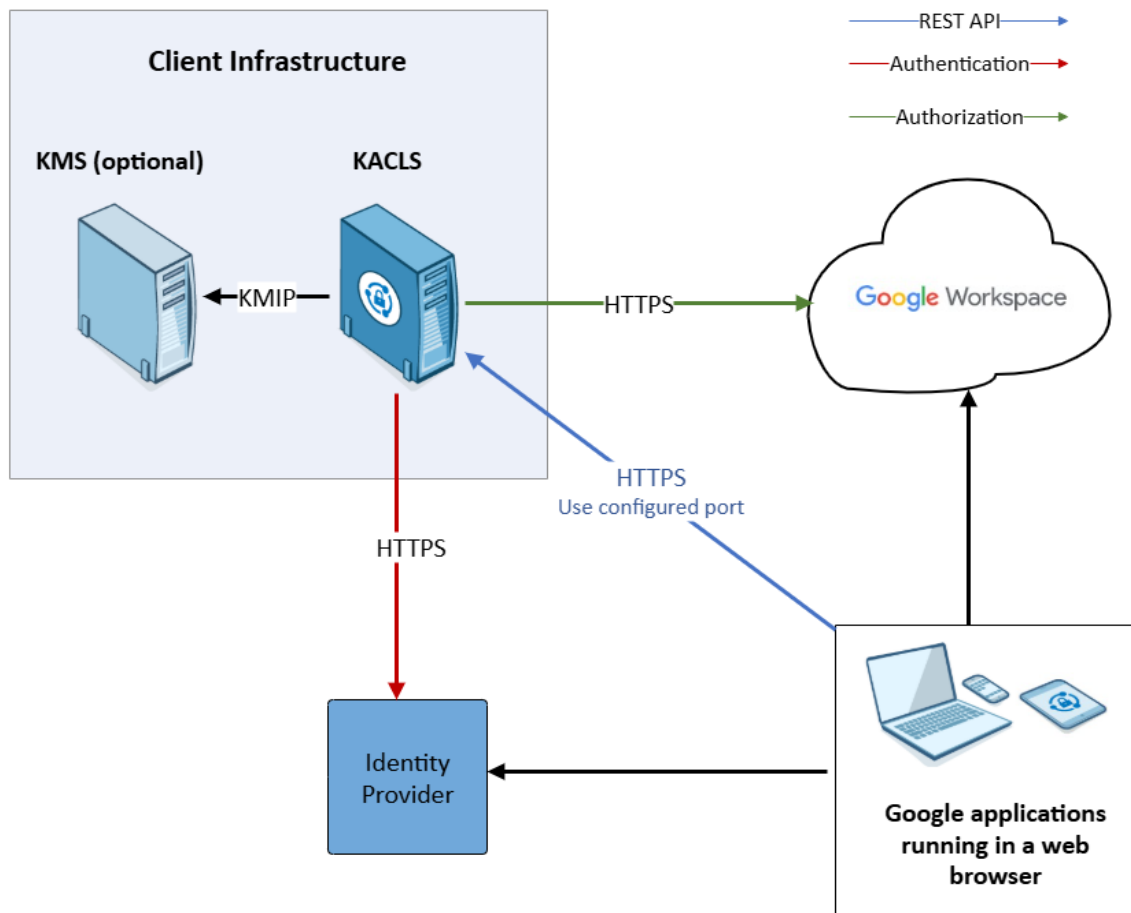 REST API
Client Infrastructure
Authentication
Authorization
KMS (optional)
KACLS
KMIP
HTTPS
Google Workspace
HTTPS
Use configured port
HTTPS
Identity
Provider
Google applications
running in a web
browser